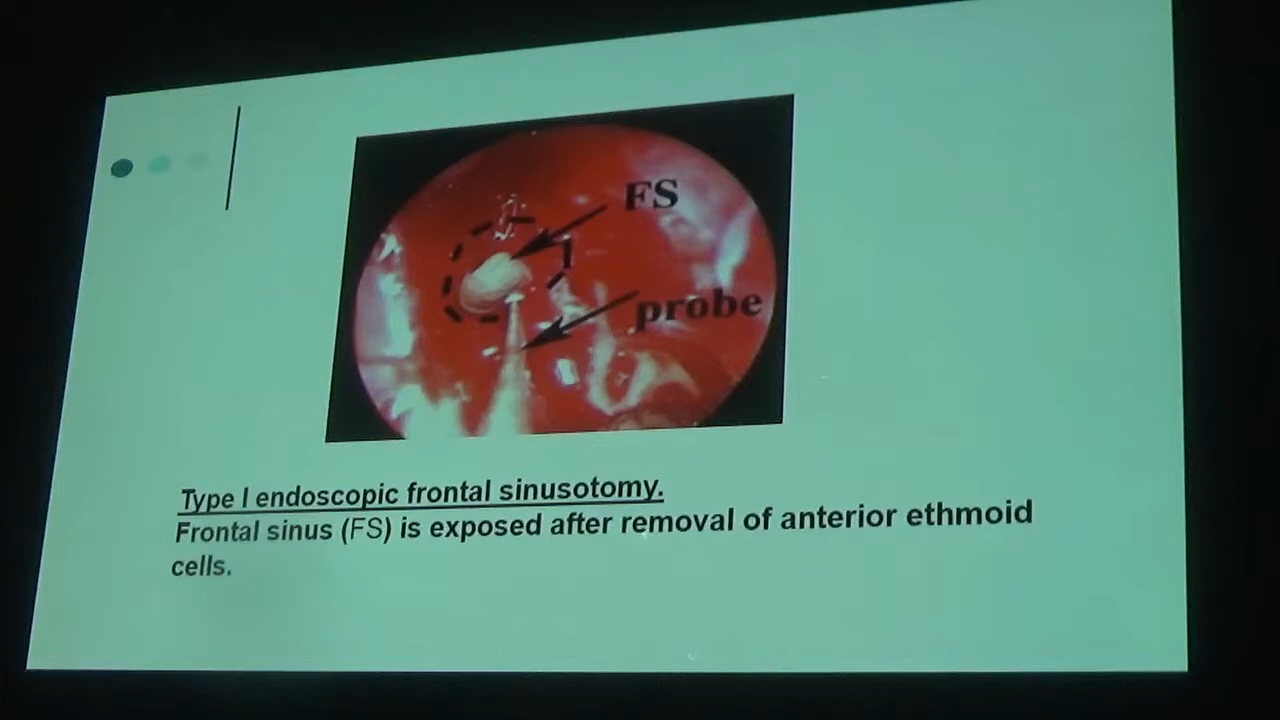 FS
probe
Type I endoscopic frontal sinusotomy.
Frontal sinus (FS) is exposed after removal of anterior ethmoid
cells.